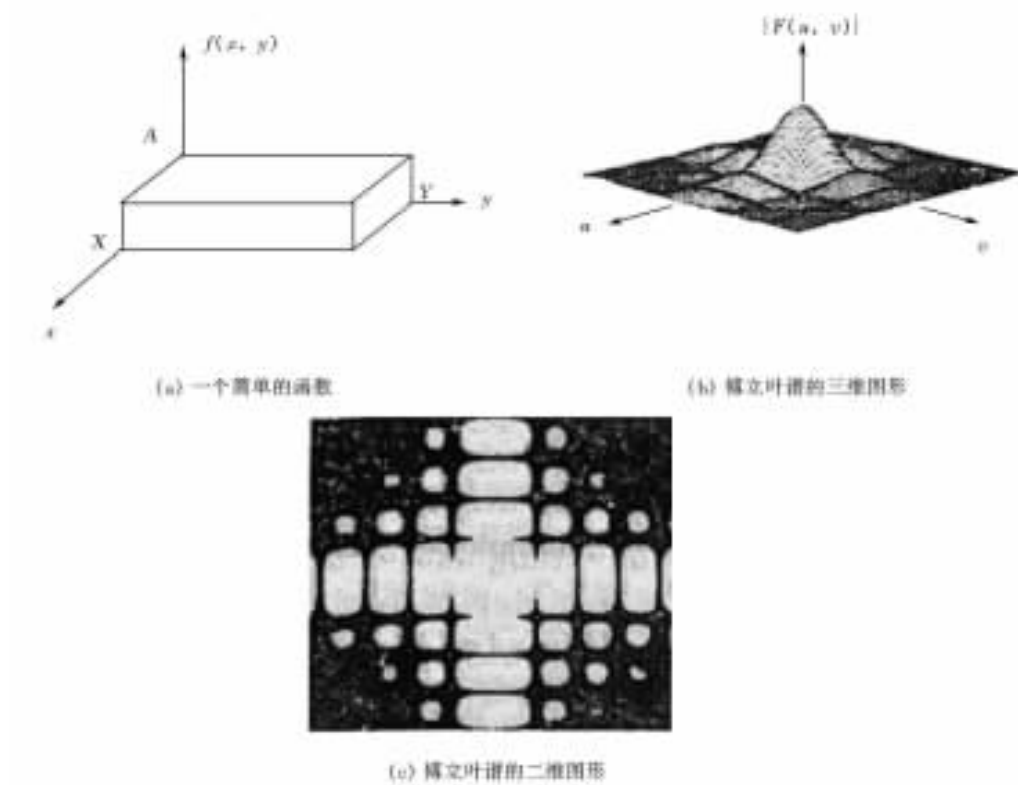 f(x, y)
A
Y
y
X
x
|F(u, v)|
u
v
(a) 一个简单的函数
(b) 傅立叶谱的三维图形
(c) 傅立叶谱的二维图形